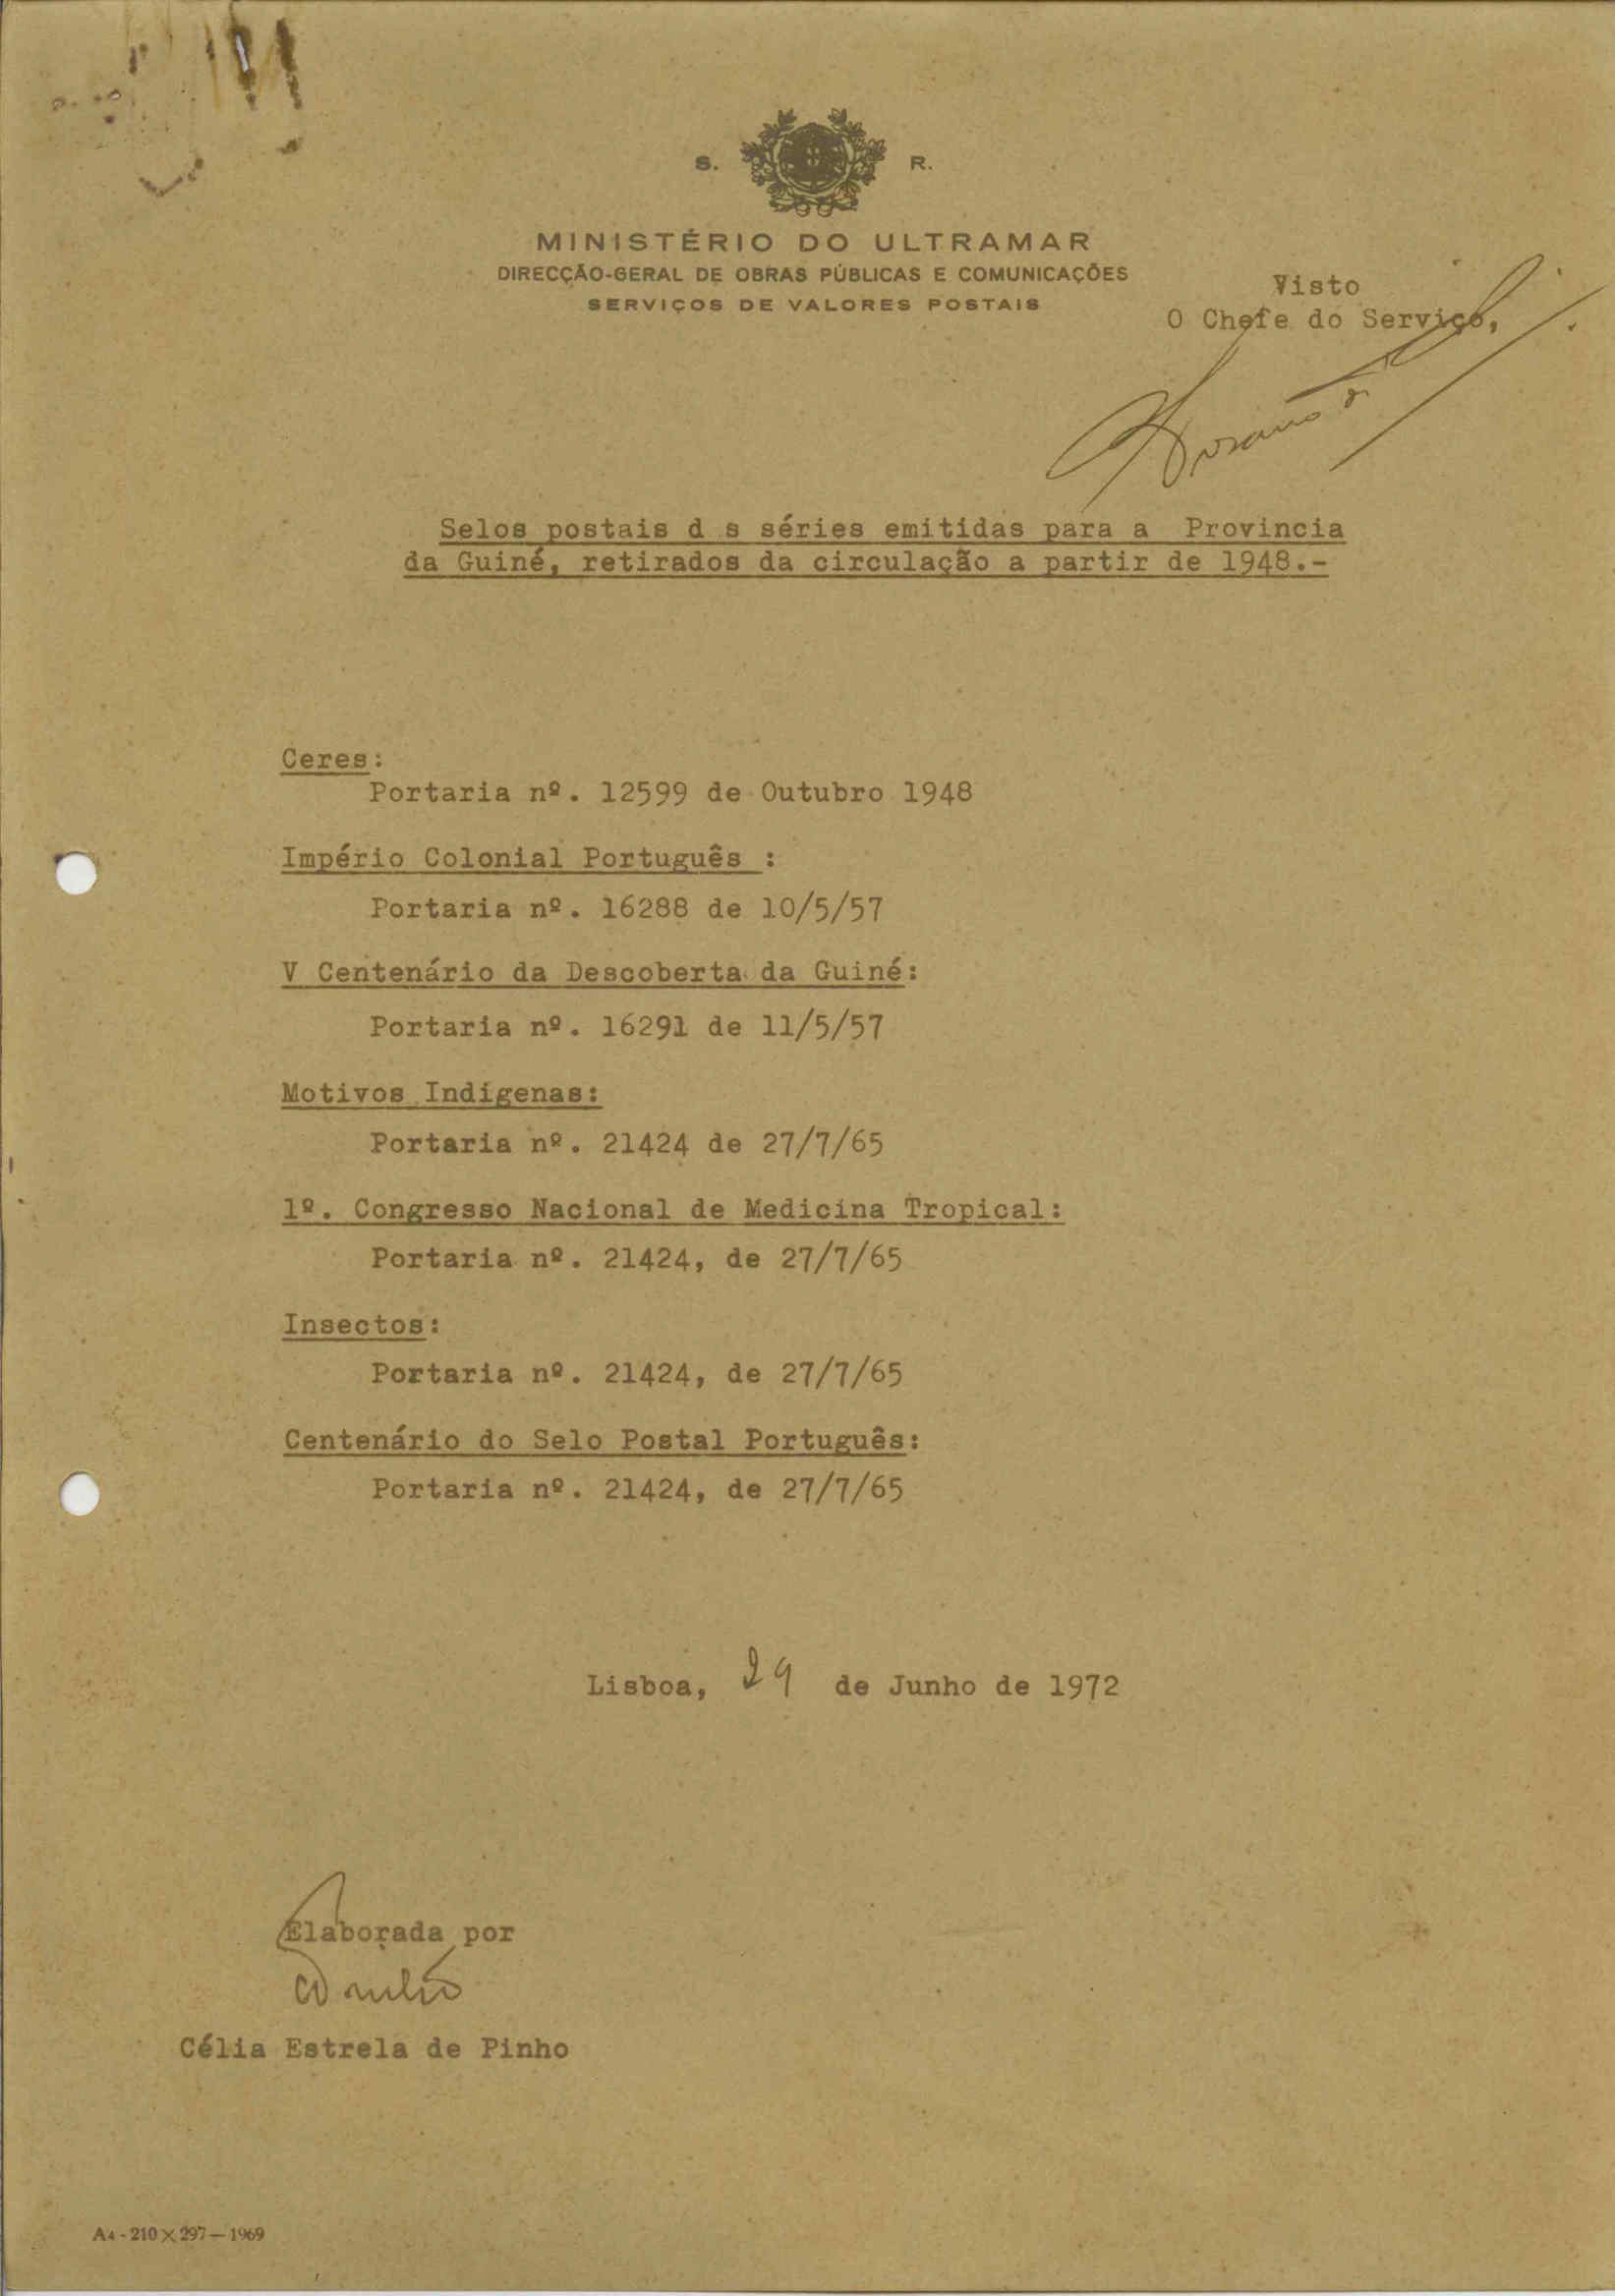 S. R.
MINISTÉRIO DO ULTRAMAR
DIRECÇÃO-GERAL DE OBRAS PÚBLICAS E COMUNICAÇÕES
SERVIÇOS DE VALORES POSTAIS
Visto
O Chefe do Serviço,
Selos postais d s séries emitidas para a Provincia
da Guiné, retirados da circulação a partir de 1948.-
Ceres:
Portaria nº. 12599 de Outubro 1948
Império Colonial Português :
Portaria nº. 16288 de 10/5/57
V Centenário da Descoberta da Guiné:
Portaria nº. 16291 de 11/5/57
Motivos Indígenas:
Portaria nº. 21424 de 27/7/65
1º. Congresso Nacional de Medicina Tropical:
Portaria nº. 21424, de 27/7/65
Insectos:
Portaria nº. 21424, de 27/7/65
Centenário do Selo Postal Português:
Portaria nº. 21424, de 27/7/65
Lisboa, 29 de Junho de 1972
Elaborada por
Célia Estrela de Pinho
A4 - 210 × 297 — 1969